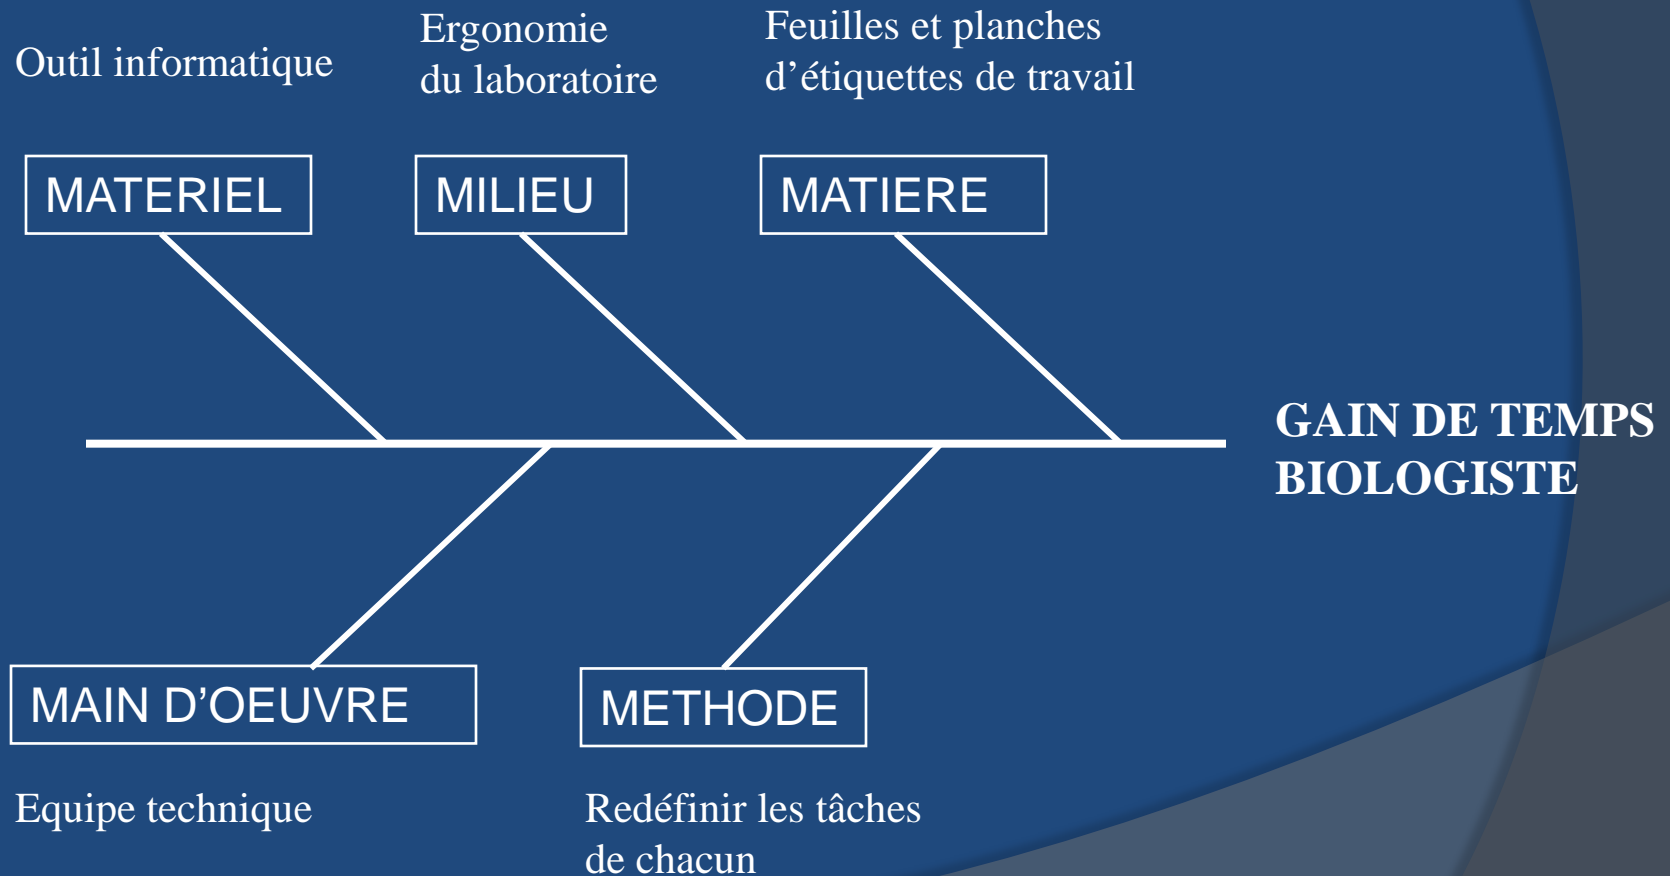 Outil informatique
Ergonomie
du laboratoire
Feuilles et planches
d’étiquettes de travail
MATERIEL
MILIEU
MATIERE
GAIN DE TEMPS
BIOLOGISTE
MAIN D’OEUVRE
METHODE
Equipe technique
Redéfinir les tâches
de chacun